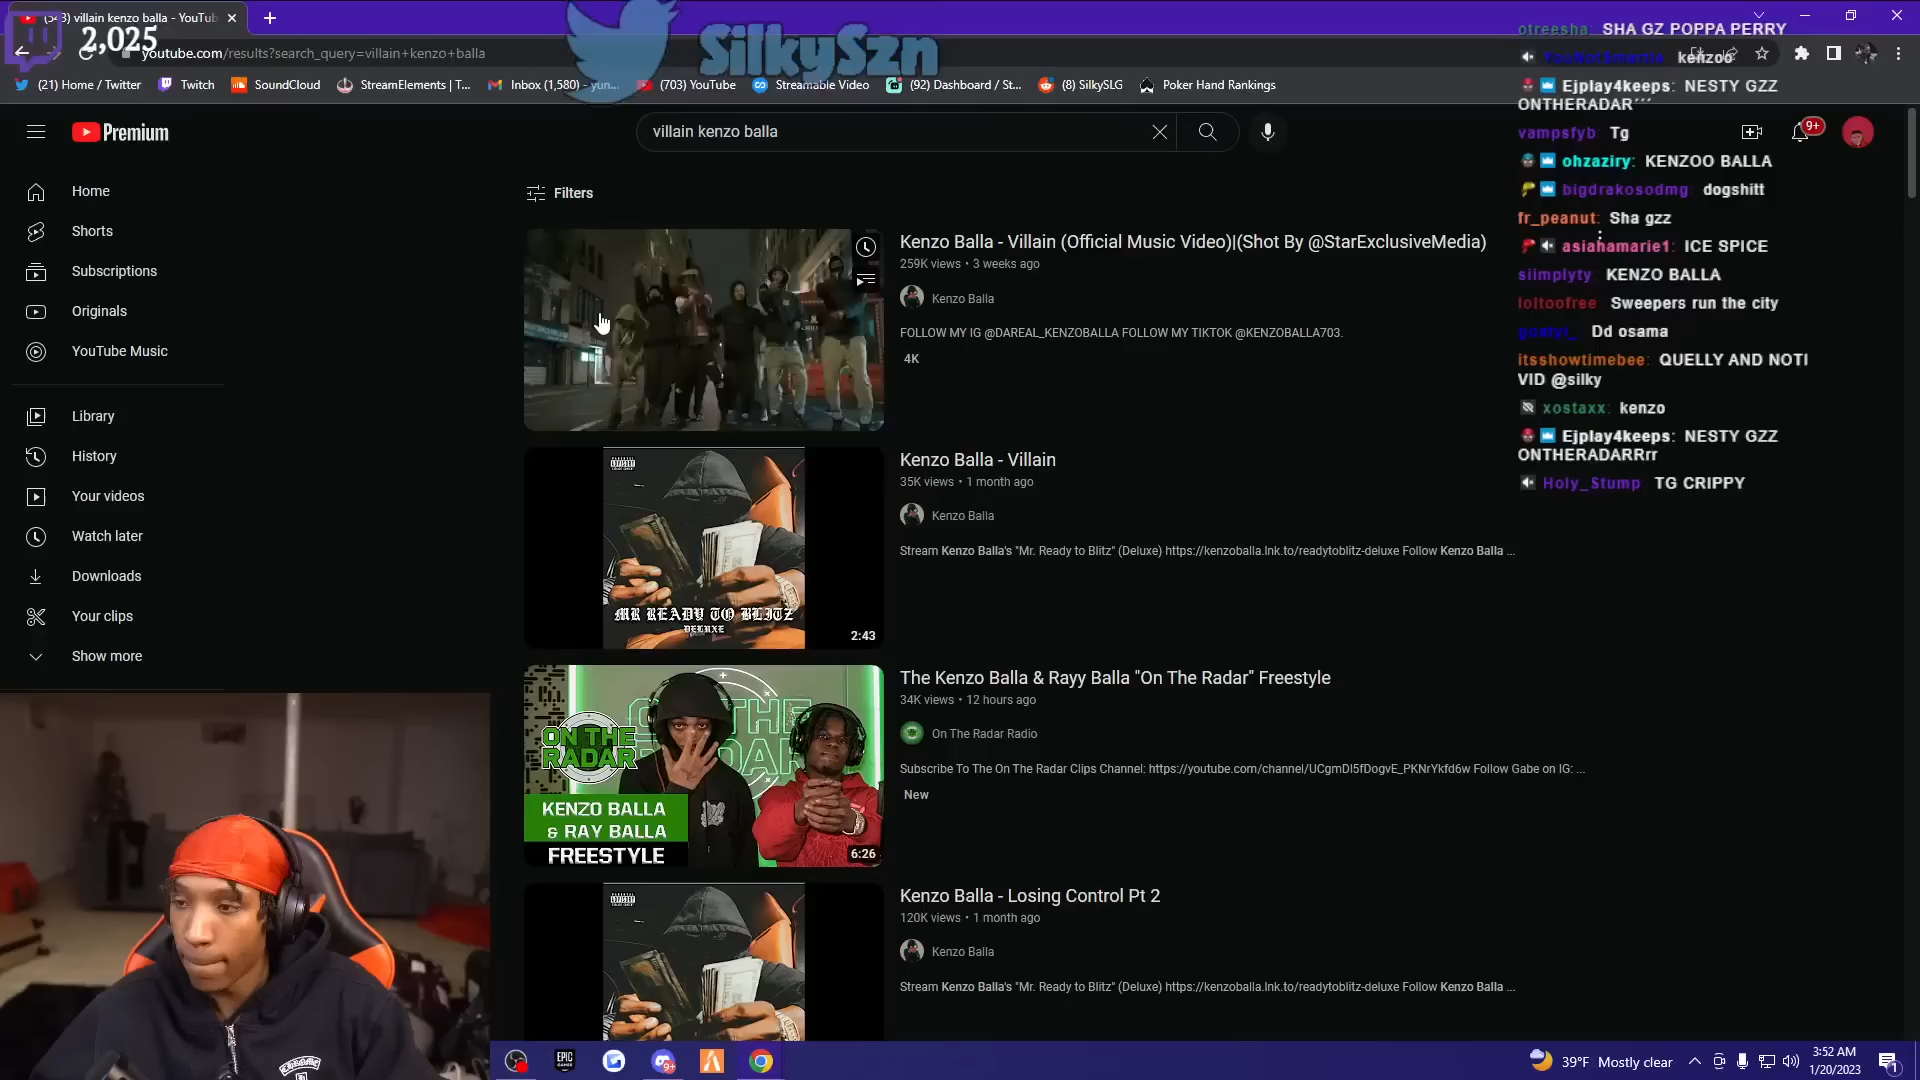 (543) villain kenzo balla - YouTub
2,025
youtube.com/results?search_query=villain+kenzo+balla
SilkySzn
(21) Home / Twitter
Twitch
SoundCloud
StreamElements | T...
Inbox (1,580) - yun...
(703) YouTube
Streamable Video
(92) Dashboard / St...
(8) SilkySLG
Poker Hand Rankings
Premium
villain kenzo balla
9+
Home
Shorts
Subscriptions
Originals
YouTube Music
Library
History
Your videos
Watch later
Downloads
Your clips
Show more
Filters
Kenzo Balla - Villain (Official Music Video)|(Shot By @StarExclusiveMedia)
259K views • 3 weeks ago
Kenzo Balla
FOLLOW MY IG @DAREAL_KENZOBALLA FOLLOW MY TIKTOK @KENZOBALLA703.
4K
MR READY TO BLITZ
DELUXE
2:43
Kenzo Balla - Villain
35K views • 1 month ago
Kenzo Balla
Stream Kenzo Balla's "Mr. Ready to Blitz" (Deluxe) https://kenzoballa.lnk.to/readytoblitz-deluxe Follow Kenzo Balla ...
ON THE
RADAR
KENZO BALLA
& RAY BALLA
FREESTYLE
6:26
The Kenzo Balla & Rayy Balla "On The Radar" Freestyle
34K views • 12 hours ago
On The Radar Radio
Subscribe To The On The Radar Clips Channel: https://youtube.com/channel/UCgmDI5fDogvE_PKNrYkfd6w Follow Gabe on IG: ...
New
Kenzo Balla - Losing Control Pt 2
120K views • 1 month ago
Kenzo Balla
Stream Kenzo Balla's "Mr. Ready to Blitz" (Deluxe) https://kenzoballa.lnk.to/readytoblitz-deluxe Follow Kenzo Balla ...
otreesha: SHA GZ POPPA PERRY
kenzoo
Ejplay4keeps: NESTY GZZ
ONTHERADAR´´´
vampsfyb Tg
ohzaziry: KENZOO BALLA
bigdrakosodmg dogshitt
fr_peanut: Sha gzz
asiahamarie1: ICE SPICE
siimplyty KENZO BALLA
loltoofree Sweepers run the city
Dd osama
itsshowtimebee: QUELLY AND NOTI
VID @silky
xostaxx: kenzo
Ejplay4keeps: NESTY GZZ
ONTHERADARRrr
Holy_Stump TG CRIPPY
EPIC
GAMES
9+
39°F Mostly clear
3:52 AM
1/20/2023
1